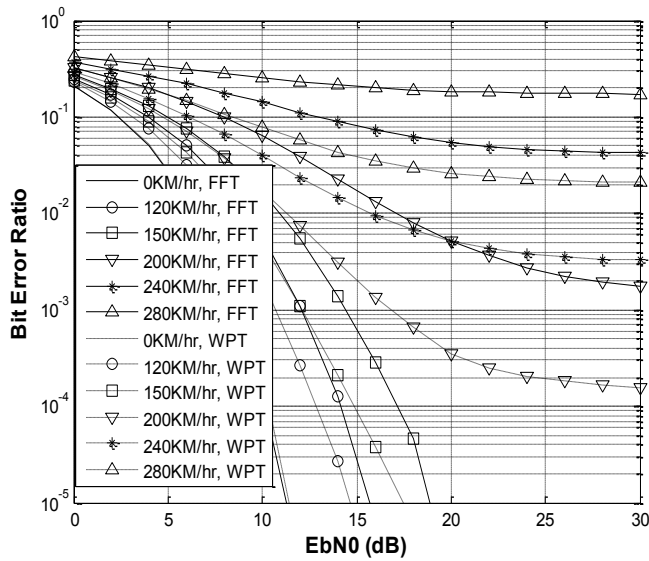 10^0
10^-1
10^-2
10^-3
10^-4
10^-5
Bit Error Ratio
0KM/hr, FFT
120KM/hr, FFT
150KM/hr, FFT
200KM/hr, FFT
240KM/hr, FFT
280KM/hr, FFT
0KM/hr, WPT
120KM/hr, WPT
150KM/hr, WPT
200KM/hr, WPT
240KM/hr, WPT
280KM/hr, WPT
0 5 10 15 20 25 30
EbN0 (dB)